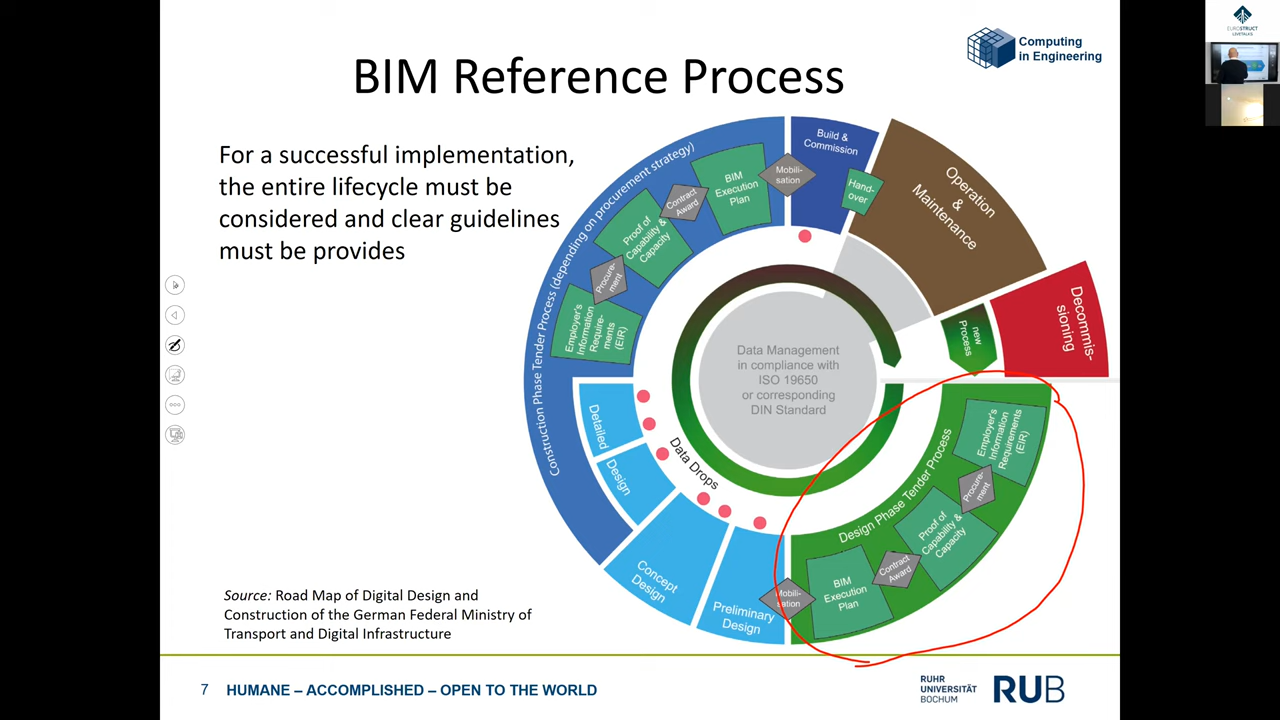 BIM Reference Process
Computing
in Engineering
EUROSTRUCT
LIVETALKS
For a successful implementation,
the entire lifecycle must be
considered and clear guidelines
must be provides
Construction Phase Tender Process (depending on procurement strategy)
Employer's
Information
Require-
ments
(EIR)
Procure-
ment
Proof of
Capability &
Capacity
Contract
Award
BIM
Execution
Plan
Mobili-
sation
Build &
Commission
Hand-
over
Operation
&
Maintenance
Decommis-
sioning
new
Process
Data Management
in compliance with
ISO 19650
or corresponding
DIN Standard
Data Drops
Detailed
Design
Concept
Design
Preliminary
Design
Design Phase Tender Process
Employer's
Information
Requirements
(EIR)
Procure-
ment
Proof of
Capability &
Capacity
Contract
Award
BIM
Execution
Plan
Mobili-
sation
Source: Road Map of Digital Design and
Construction of the German Federal Ministry of
Transport and Digital Infrastructure
7 HUMANE – ACCOMPLISHED – OPEN TO THE WORLD
RUHR
UNIVERSITÄT
BOCHUM
RUB